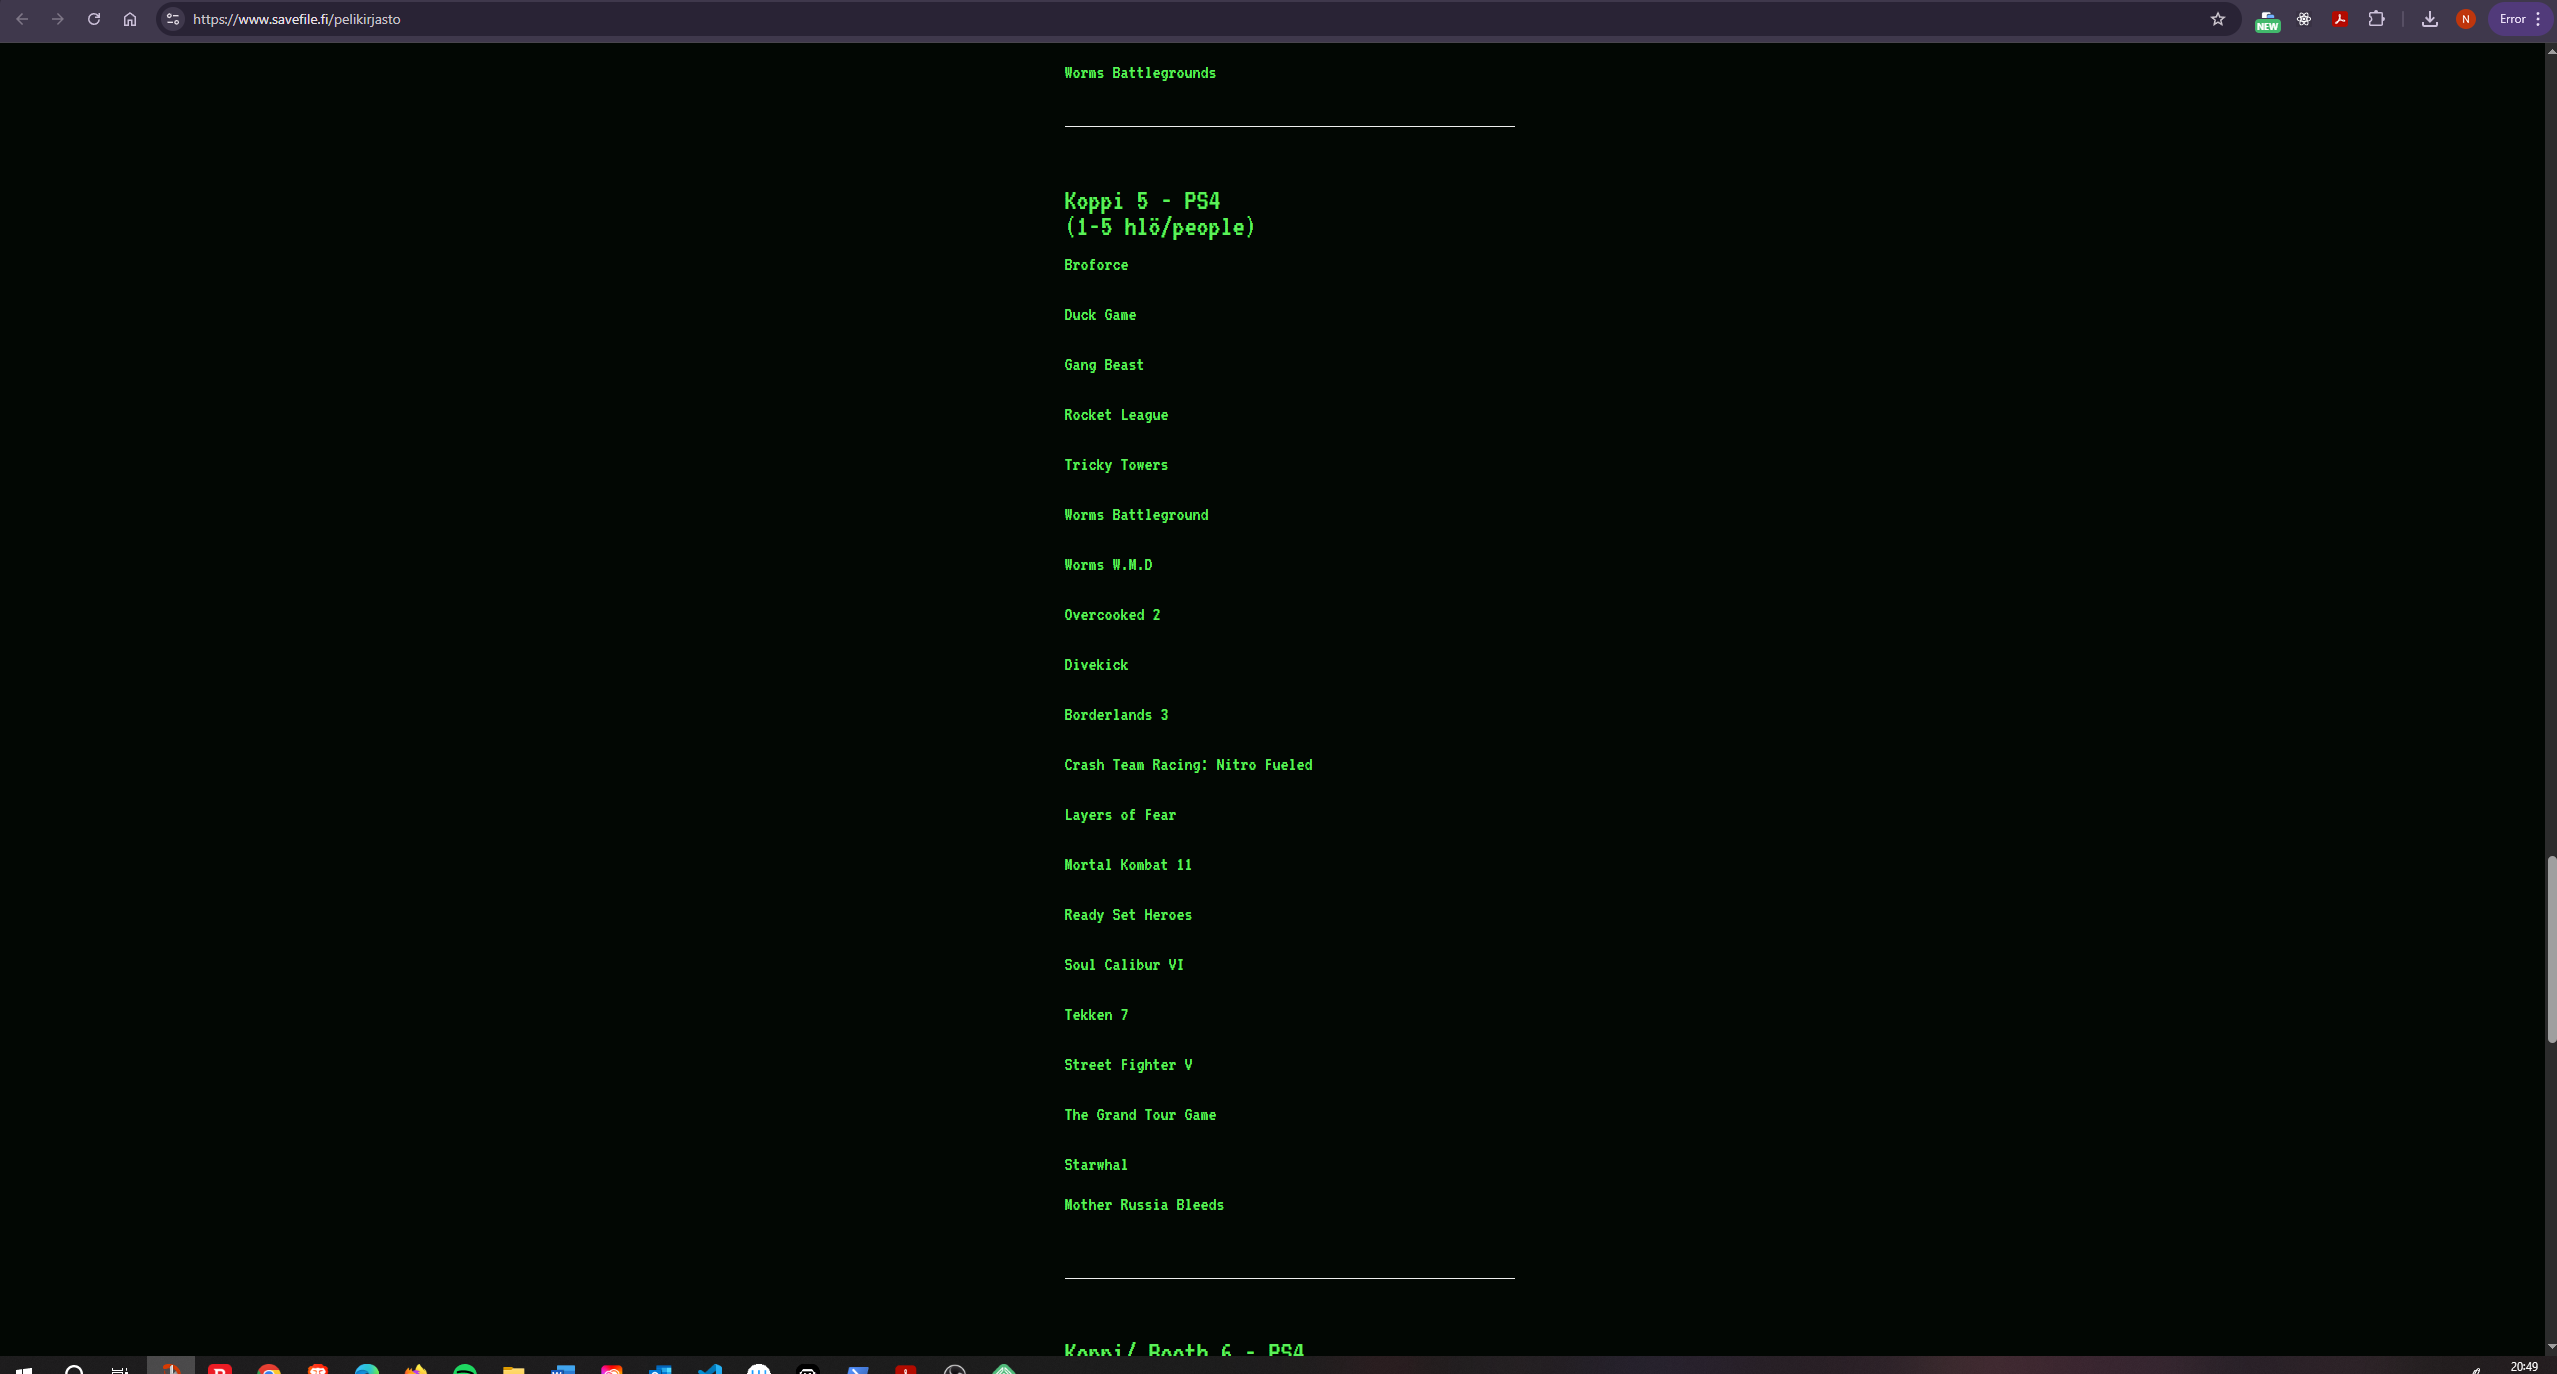 https://www.savefile.fi/pelikirjasto
NEW
N
Error
Worms Battlegrounds
Koppi 5 - PS4
(1-5 hlö/people)
Broforce
Duck Game
Gang Beast
Rocket League
Tricky Towers
Worms Battleground
Worms W.M.D
Overcooked 2
Divekick
Borderlands 3
Crash Team Racing: Nitro Fueled
Layers of Fear
Mortal Kombat 11
Ready Set Heroes
Soul Calibur VI
Tekken 7
Street Fighter V
The Grand Tour Game
Starwhal
Mother Russia Bleeds
Koppi/ Booth 6 - PS4
20:49